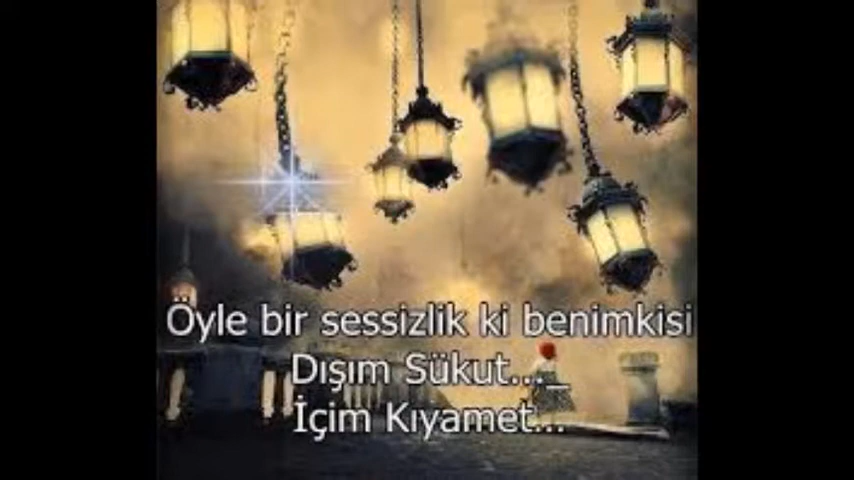 Öyle bir sessizlik ki benimkisi
Dışım Sükut..._
İçim Kıyamet...